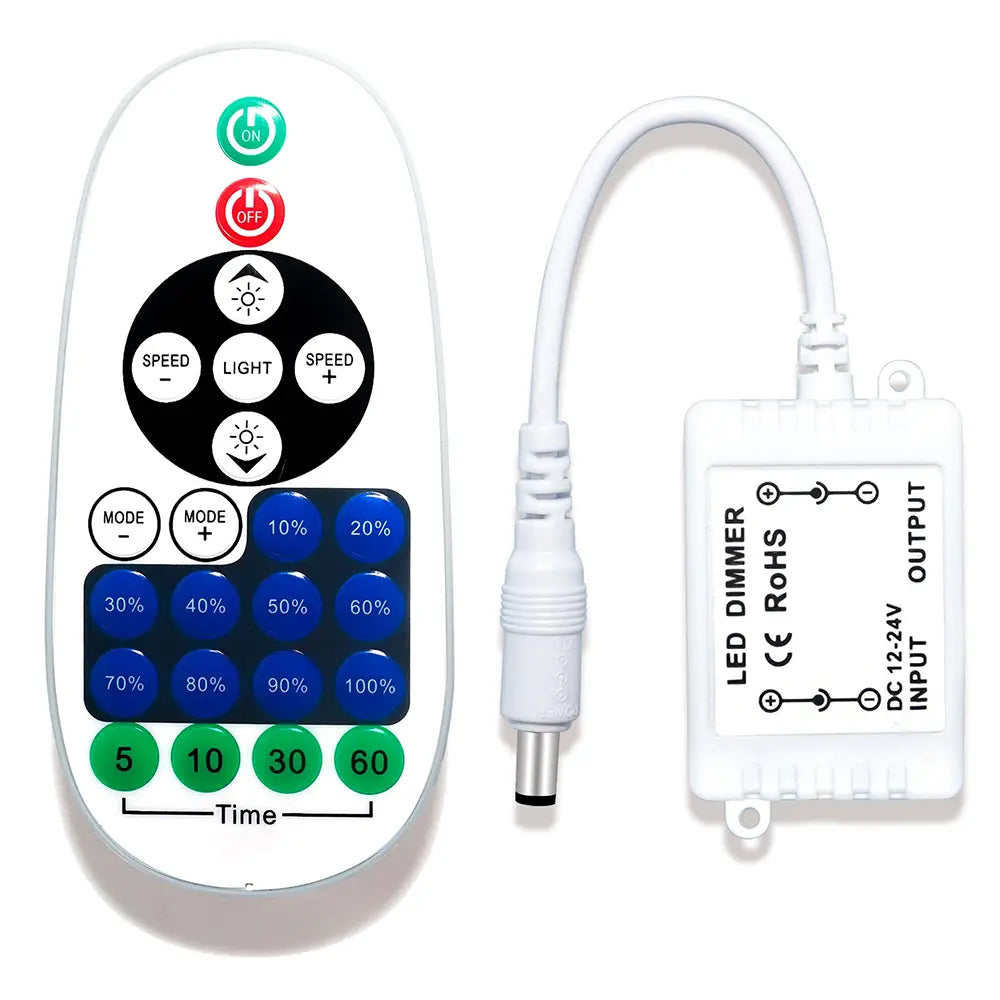 ON
OFF
SPEED
-
LIGHT
SPEED
+
MODE
-
MODE
+
10%
20%
30%
40%
50%
60%
70%
80%
90%
100%
5
10
30
60
Time
POWER
LED DIMMER
CE RoHS
DC 12-24V
INPUT
OUTPUT